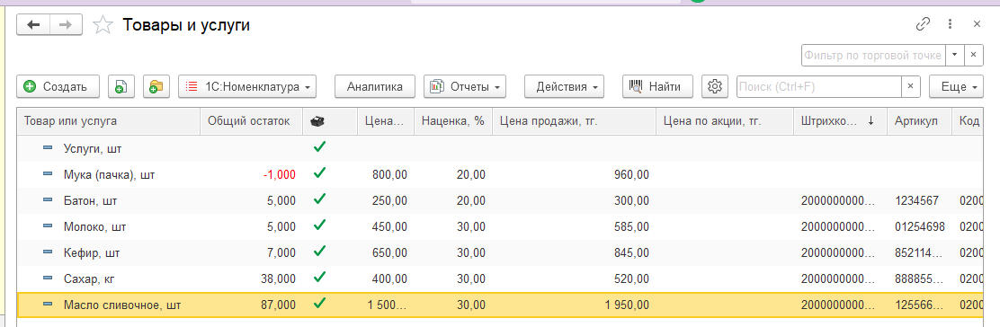 Товары и услуги
Фильтр по торговой точке
Создать 1С:Номенклатура Аналитика Отчеты Действия Найти Поиск (Ctrl+F) × Еще
Товар или услуга Общий остаток Цена... Наценка, % Цена продажи, тг. Цена по акции, тг. Штрихко... ↓ Артикул Код
Услуги, шт
Мука (пачка), шт -1,000 800,00 20,00 960,00
Батон, шт 5,000 250,00 20,00 300,00 2000000000... 1234567 0200
Молоко, шт 5,000 450,00 30,00 585,00 2000000000... 01254698 0200
Кефир, шт 7,000 650,00 30,00 845,00 2000000000... 852114... 0200
Сахар, кг 38,000 400,00 30,00 520,00 2000000000... 888855... 0200
Масло сливочное, шт 87,000 1 500... 30,00 1 950,00 2000000000... 125566... 0200